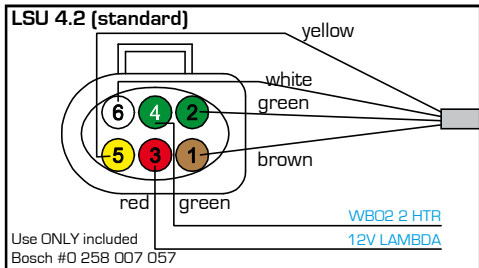 LSU 4.2 (standard)
yellow
white
green
6 4 2
5 3 1
brown
red green
WBO2 2 HTR
12V LAMBDA
Use ONLY included
Bosch #0 258 007 057